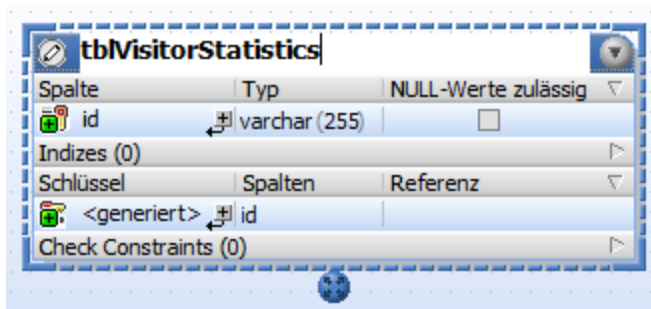 tblVisitorStatistics
Spalte Typ NULL-Werte zulässig
id varchar (255)
Indizes (0)
Schlüssel Spalten Referenz
<generiert> id
Check Constraints (0)